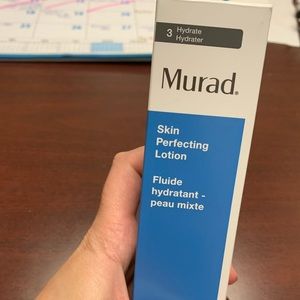 3 Hydrate
Hydrater
Murad.
Skin
Perfecting
Lotion
Fluide
hydratant -
peau mixte